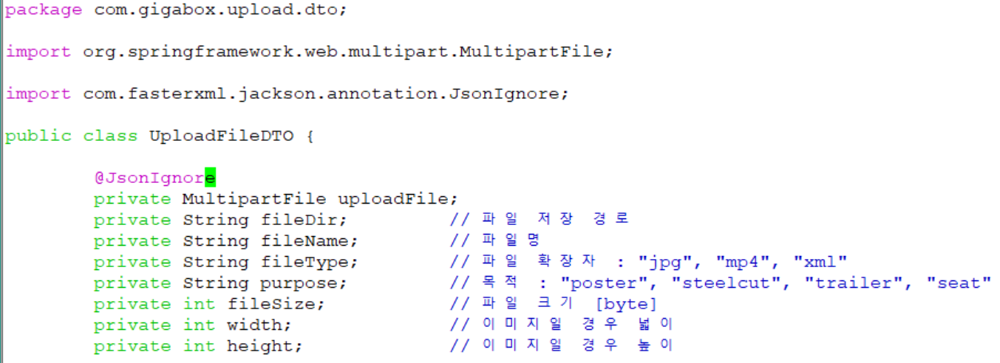 package com.gigabox.upload.dto;
import org.springframework.web.multipart.MultipartFile;
import com.fasterxml.jackson.annotation.JsonIgnore;
public class UploadFileDTO {
@JsonIgnore
private MultipartFile uploadFile;
private String fileDir; // 파일 저장 경로
private String fileName; // 파일명
private String fileType; // 파일 확장자 : "jpg", "mp4", "xml"
private String purpose; // 목적 : "poster", "steelcut", "trailer", "seat"
private int fileSize; // 파일 크기 [byte]
private int width; // 이미지일 경우 넓이
private int height; // 이미지일 경우 높이